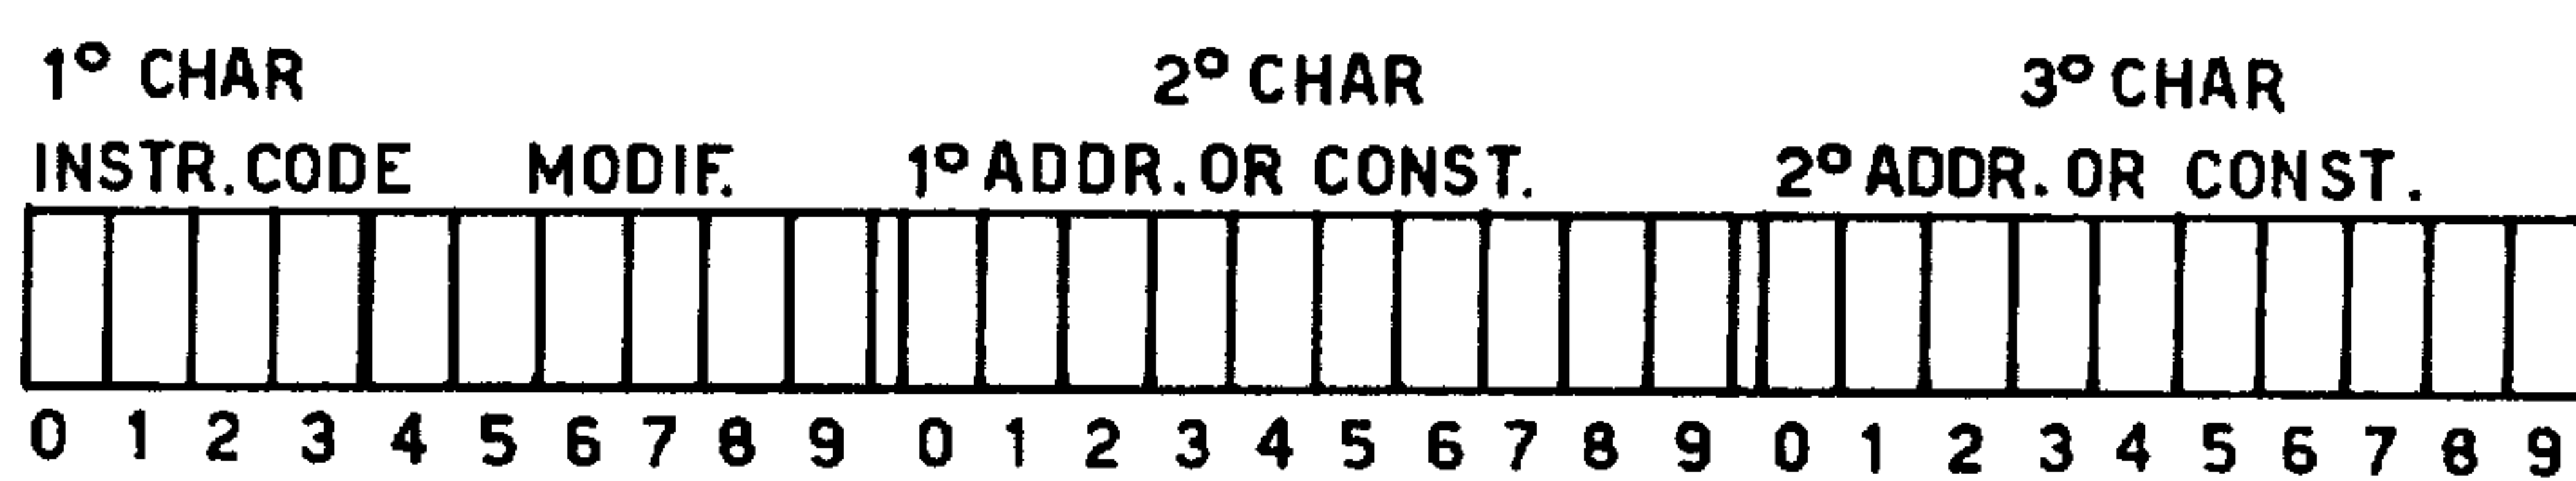 1° CHAR 2° CHAR 3° CHAR
INSTR. CODE MODIF. 1° ADDR. OR CONST. 2° ADDR. OR CONST.
0 1 2 3 4 5 6 7 8 9 0 1 2 3 4 5 6 7 8 9 0 1 2 3 4 5 6 7 8 9